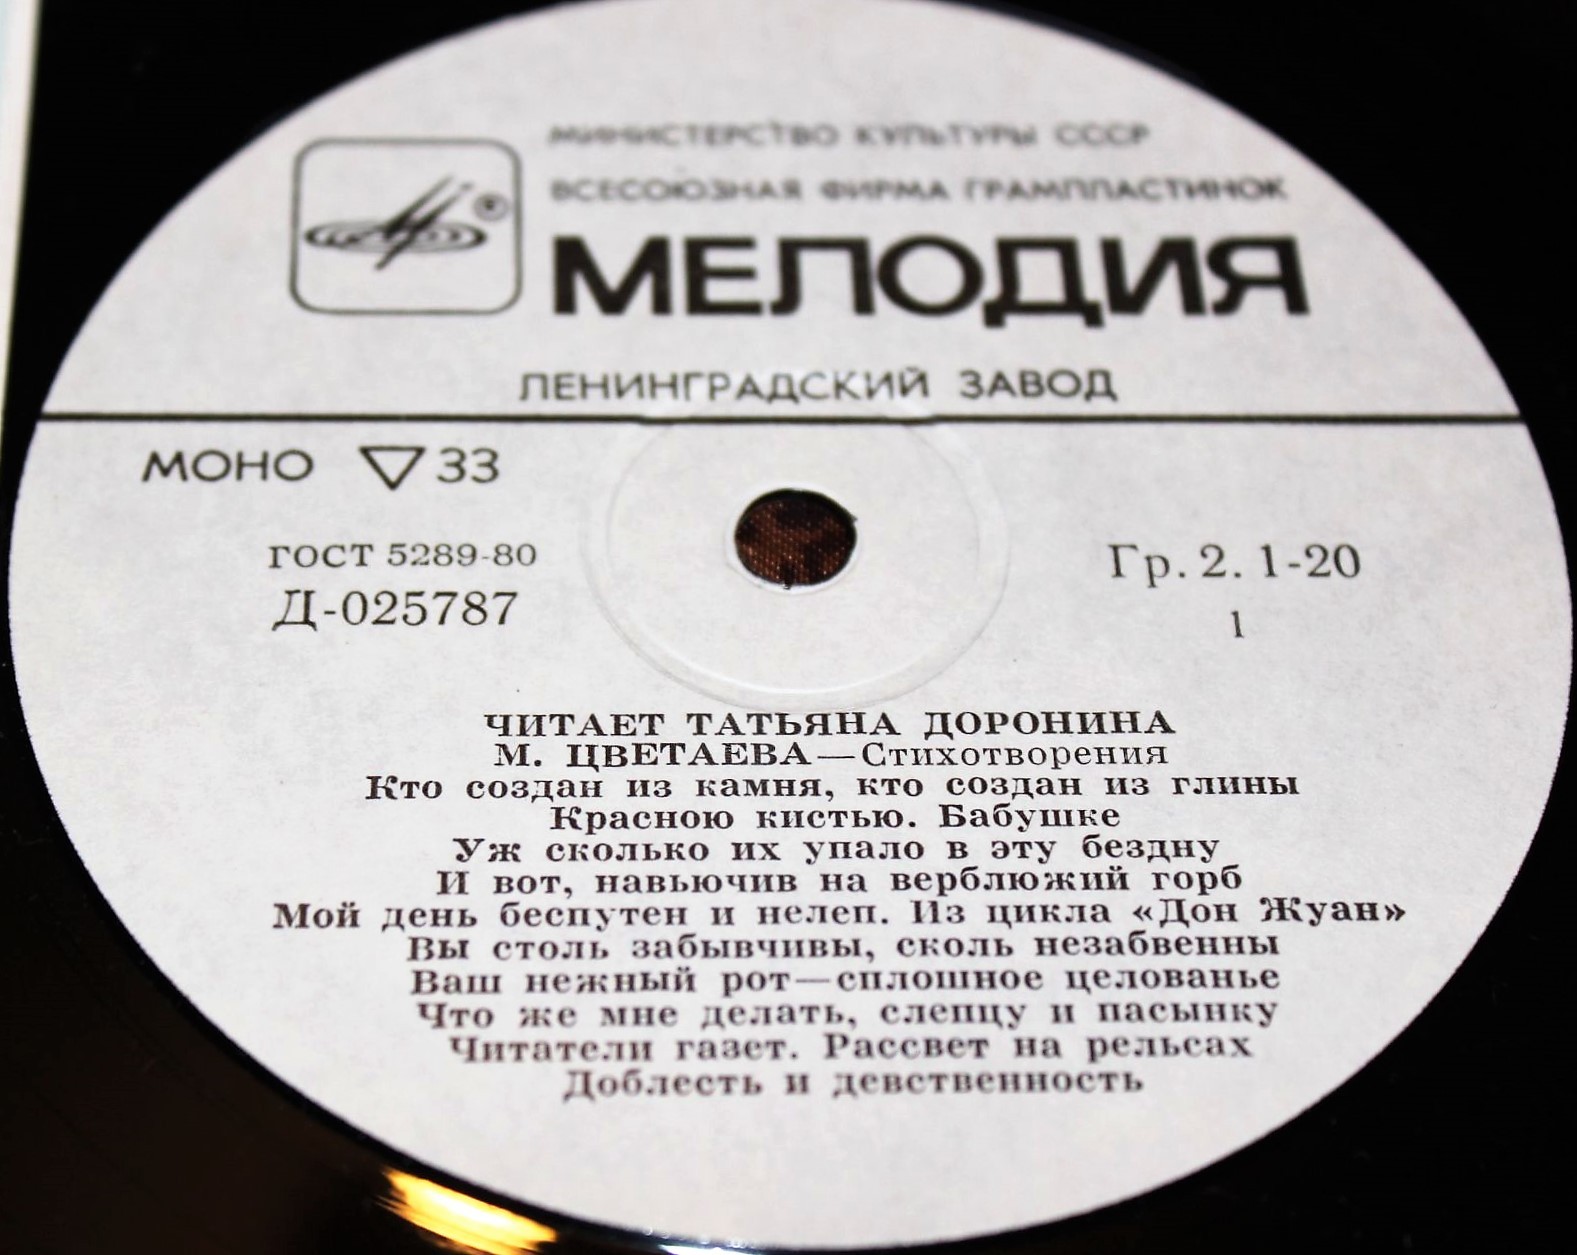 МИНИСТЕРСТВО КУЛЬТУРЫ СССР
ВСЕСОЮЗНАЯ ФИРМА ГРАМПЛАСТИНОК
МЕЛОДИЯ
ЛЕНИНГРАДСКИЙ ЗАВОД
МОНО 33
ГОСТ 5289-80
Д-025787
Гр. 2. 1-20
1
ЧИТАЕТ ТАТЬЯНА ДОРОНИНА
М. ЦВЕТАЕВА—Стихотворения
Кто создан из камня, кто создан из глины
Красною кистью. Бабушке
Уж сколько их упало в эту бездну
И вот, навьючив на верблюжий горб
Мой день беспутен и нелеп. Из цикла «Дон Жуан»
Вы столь забывчивы, сколь незабвенны
Ваш нежный рот—сплошное целованье
Что же мне делать, слепцу и пасынку
Читатели газет. Рассвет на рельсах
Доблесть и девственность